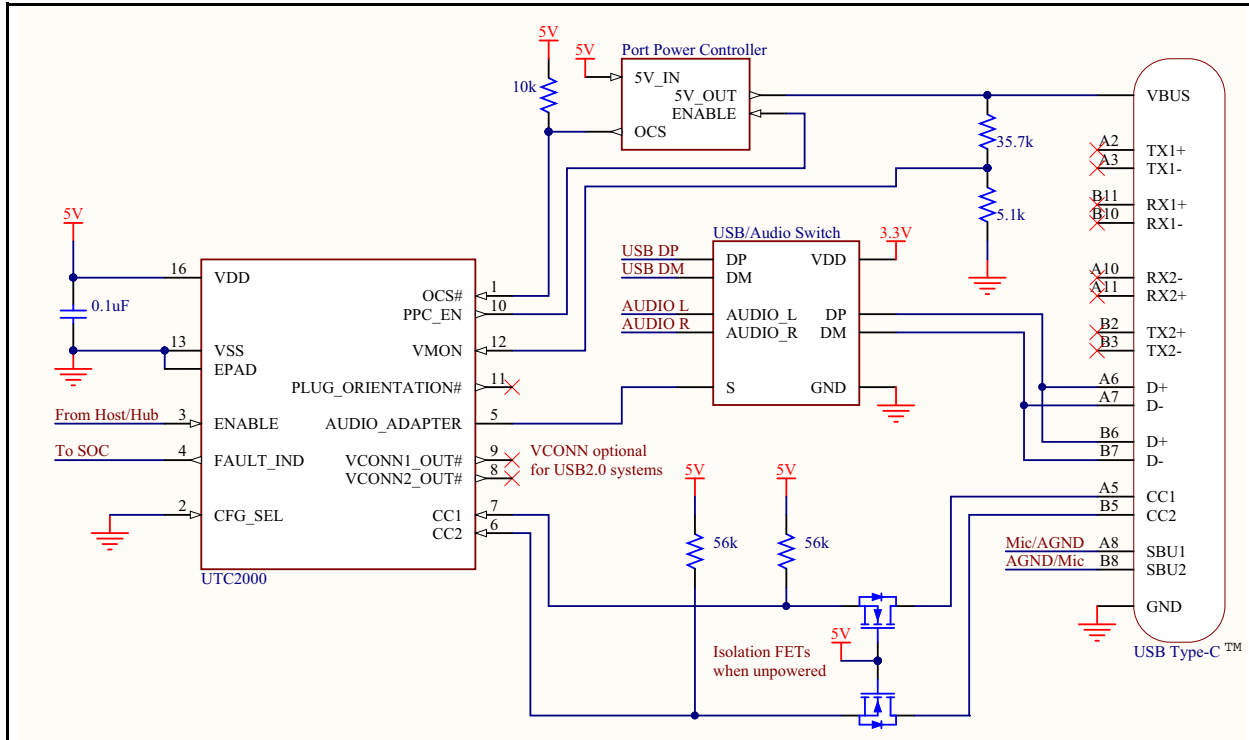 5V
5V
Port Power Controller
5V_IN
10k
5V_OUT
VBUS
ENABLE
OCS
35.7k
A2
TX1+
A3
TX1-
B11
RX1+
B10
RX1-
5.1k
5V
USB/Audio Switch
3.3V
USB DP
DP
VDD
USB DM
DM
A10
RX2-
A11
RX2+
16
VDD
0.1uF
OCS#
1
PPC_EN
10
AUDIO L
AUDIO_L
DP
AUDIO R
AUDIO_R
DM
B2
TX2+
B3
TX2-
13
VSS
EPAD
VMON
12
PLUG_ORIENTATION#
11
S
GND
A6
D+
A7
D-
From Host/Hub
3
ENABLE
AUDIO_ADAPTER
5
B6
D+
B7
D-
To SOC
4
FAULT_IND
VCONN1_OUT#
9
VCONN2_OUT#
8
VCONN optional
for USB2.0 systems
5V
5V
A5
CC1
B5
CC2
2
CFG_SEL
CC1
7
CC2
6
56k
56k
Mic/AGND
A8
SBU1
AGND/Mic
B8
SBU2
UTC2000
GND
5V
Isolation FETs
when unpowered
USB Type-C ™